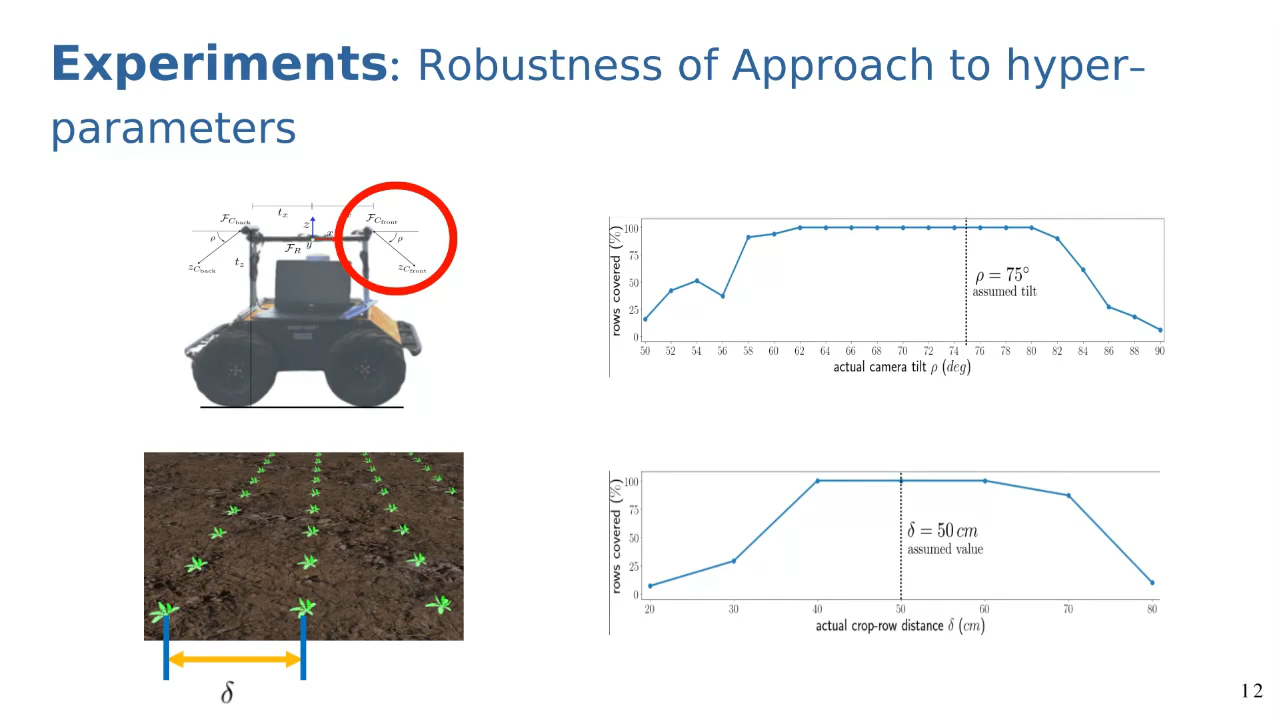 Experiments: Robustness of Approach to hyper-
parameters
t_x
F_C_back
F_C_front
z
x
y
ρ
ρ
F_R
t_z
z_C_back
z_C_front
rows covered (%)
100
75
50
25
0
ρ = 75°
assumed tilt
50 52 54 56 58 60 62 64 66 68 70 72 74 76 78 80 82 84 86 88 90
actual camera tilt ρ (deg)
rows covered (%)
100
75
50
25
0
δ = 50 cm
assumed value
20 30 40 50 60 70 80
actual crop-row distance δ (cm)
δ
12